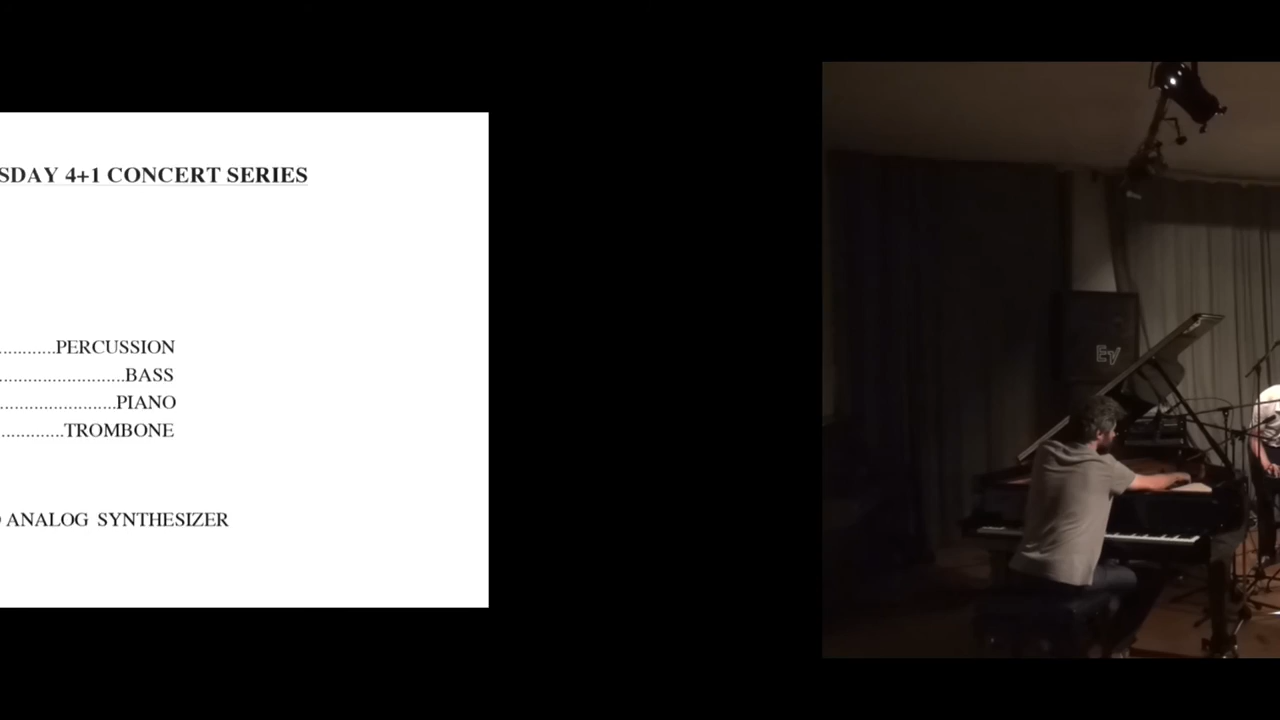 SDAY 4+1 CONCERT SERIES
............PERCUSSION
..........................BASS
........................PIANO
..............TROMBONE
ANALOG SYNTHESIZER
EV